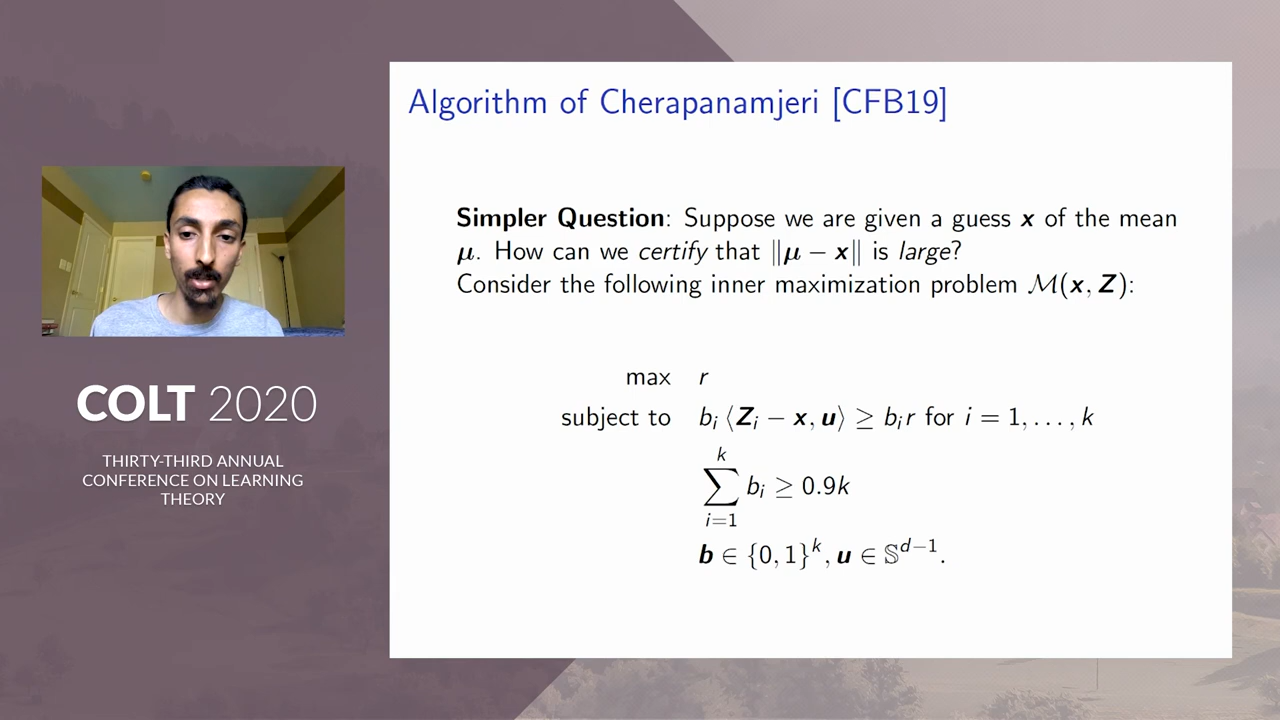 Algorithm of Cherapanamjeri [CFB19]
Simpler Question: Suppose we are given a guess x of the mean
μ. How can we certify that ‖μ − x‖ is large?
Consider the following inner maximization problem ℳ(x, Z):
max r
subject to b_i ⟨Z_i − x, u⟩ ≥ b_i r for i = 1, . . . , k
∑_{i=1}^{k} b_i ≥ 0.9k
b ∈ {0, 1}^k, u ∈ 𝕊^{d−1}.
COLT 2020
THIRTY-THIRD ANNUAL
CONFERENCE ON LEARNING
THEORY